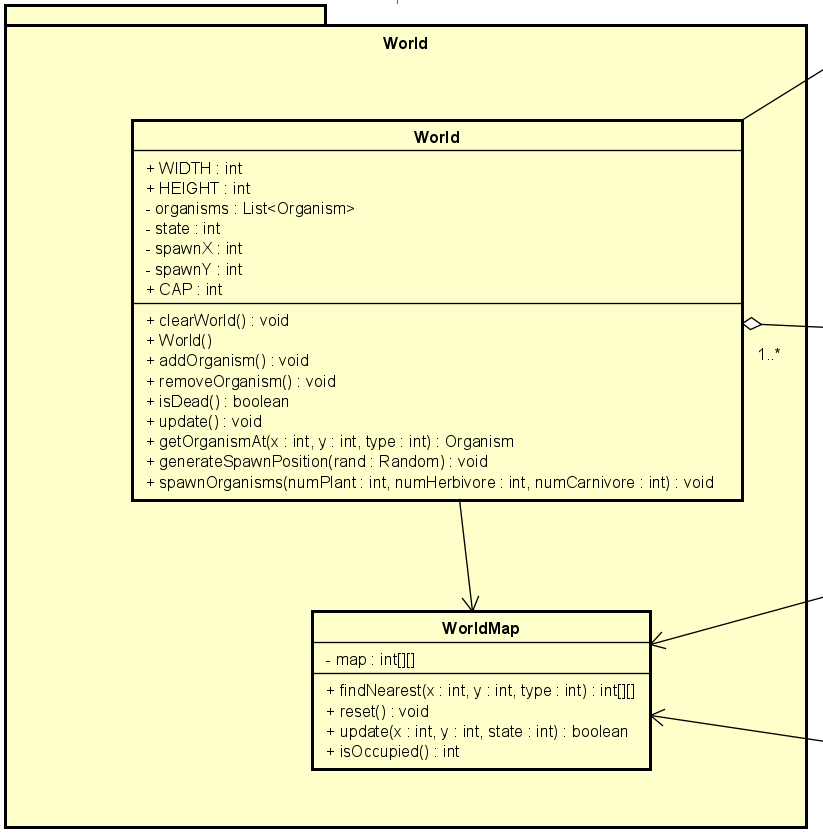 World
World
+ WIDTH : int
+ HEIGHT : int
- organisms : List<Organism>
- state : int
- spawnX : int
- spawnY : int
+ CAP : int
+ clearWorld() : void
+ World()
+ addOrganism() : void
+ removeOrganism() : void
+ isDead() : boolean
+ update() : void
+ getOrganismAt(x : int, y : int, type : int) : Organism
+ generateSpawnPosition(rand : Random) : void
+ spawnOrganisms(numPlant : int, numHerbivore : int, numCarnivore : int) : void
1..*
WorldMap
- map : int[][]
+ findNearest(x : int, y : int, type : int) : int[][]
+ reset() : void
+ update(x : int, y : int, state : int) : boolean
+ isOccupied() : int